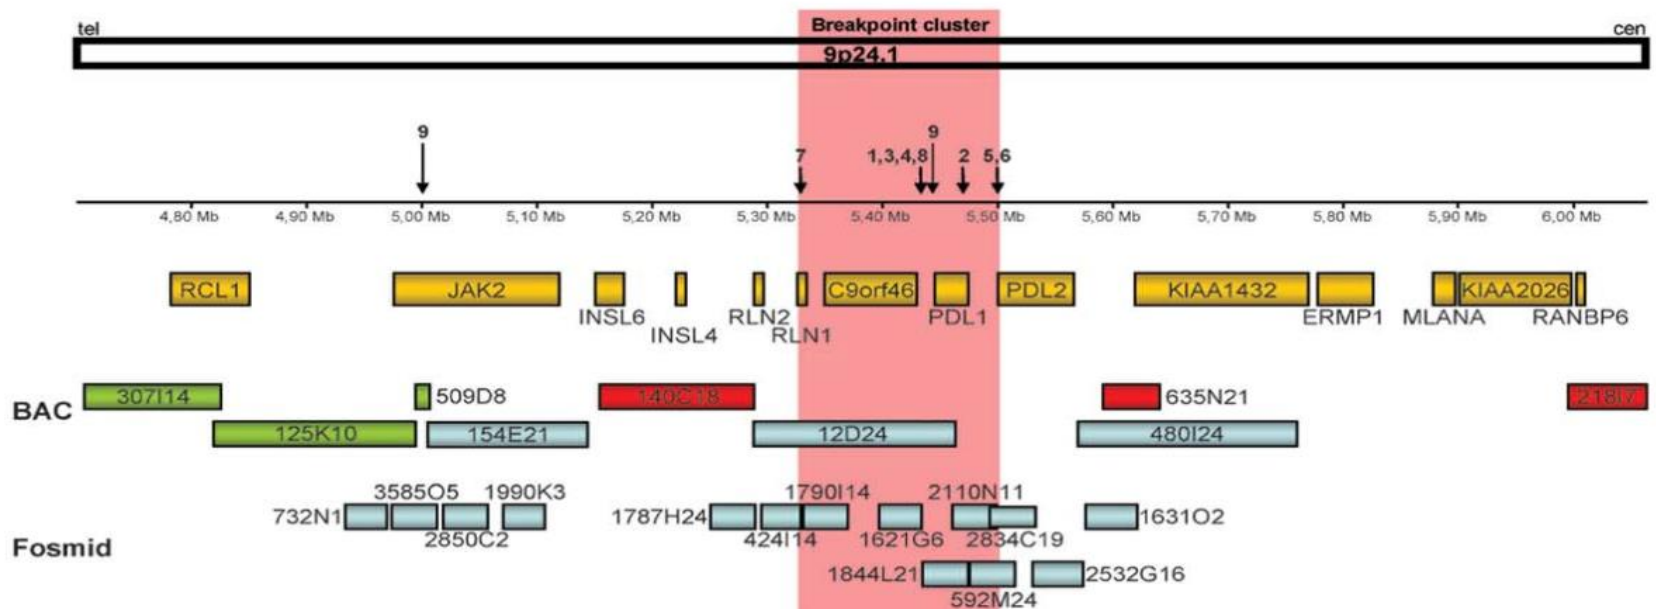 Breakpoint cluster
tel cen
9p24.1
9 9
7 1,3,4,8 2 5,6
4,80 Mb 4,90 Mb 5,00 Mb 5,10 Mb 5,20 Mb 5,30 Mb 5,40 Mb 5,50 Mb 5,60 Mb 5,70 Mb 5,80 Mb 5,90 Mb 6,00 Mb
RCL1 JAK2 C9orf46 PDL2 KIAA1432 KIAA2026
INSL6 RLN2 PDL1 ERMP1 MLANA RANBP6
INSL4 RLN1
307I14 509D8 140C18 635N21 218I7
BAC
125K10 154E21 12D24 480I24
3585O5 1990K3 1790I14 2110N11
732N1 1787H24 1631O2
2850C2 424I14 1621G6 2834C19
Fosmid
1844L21 2532G16
592M24